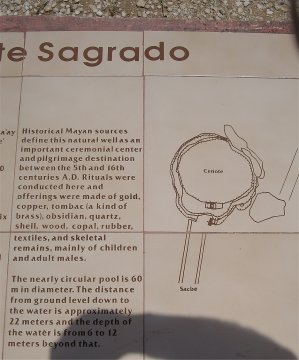 te Sagrado
Historical Mayan sources
define this natural well as an
important ceremonial center
and pilgrimage destination
between the 5th and 16th
centuries A.D. Rituals were
conducted here and
offerings were made of gold,
copper, tombac (a kind of
brass), obsidian, quartz,
shell, wood, copal, rubber,
textiles, and skeletal
remains, mainly of children
and adult males.
The nearly circular pool is 60
m in diameter. The distance
from ground level down to
the water is approximately
22 meters and the depth of
the water is from 6 to 12
meters beyond that.
Cenote
Sacbé